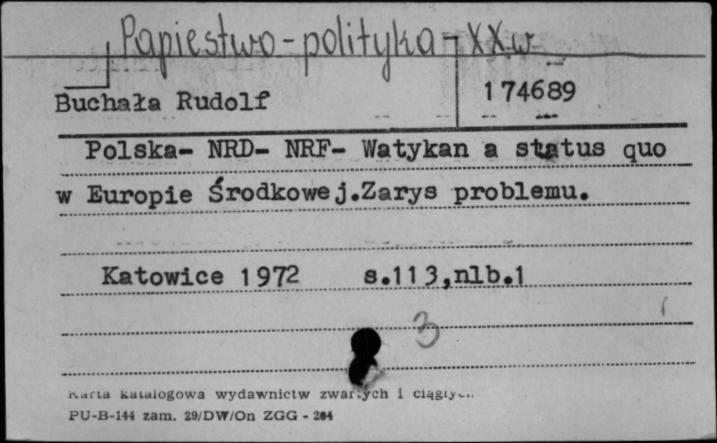 Papiestwo - polityka - XX w
Buchała Rudolf
174689
Polska- NRD- NRF- Watykan a status quo
w Europie Środkowej.Zarys problemu.
Katowice 1972 s.113,nlb.1
3
Karta katalogowa wydawnictw zwartych i ciągłych
PU-B-144 zam. 29/DW/On ZGG - 264